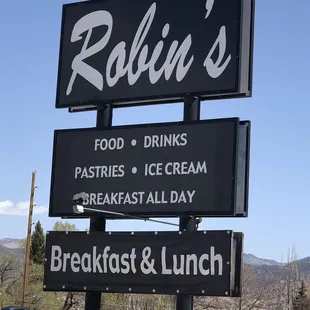 Robin's
FOOD • DRINKS
PASTRIES • ICE CREAM
BREAKFAST ALL DAY
Breakfast & Lunch